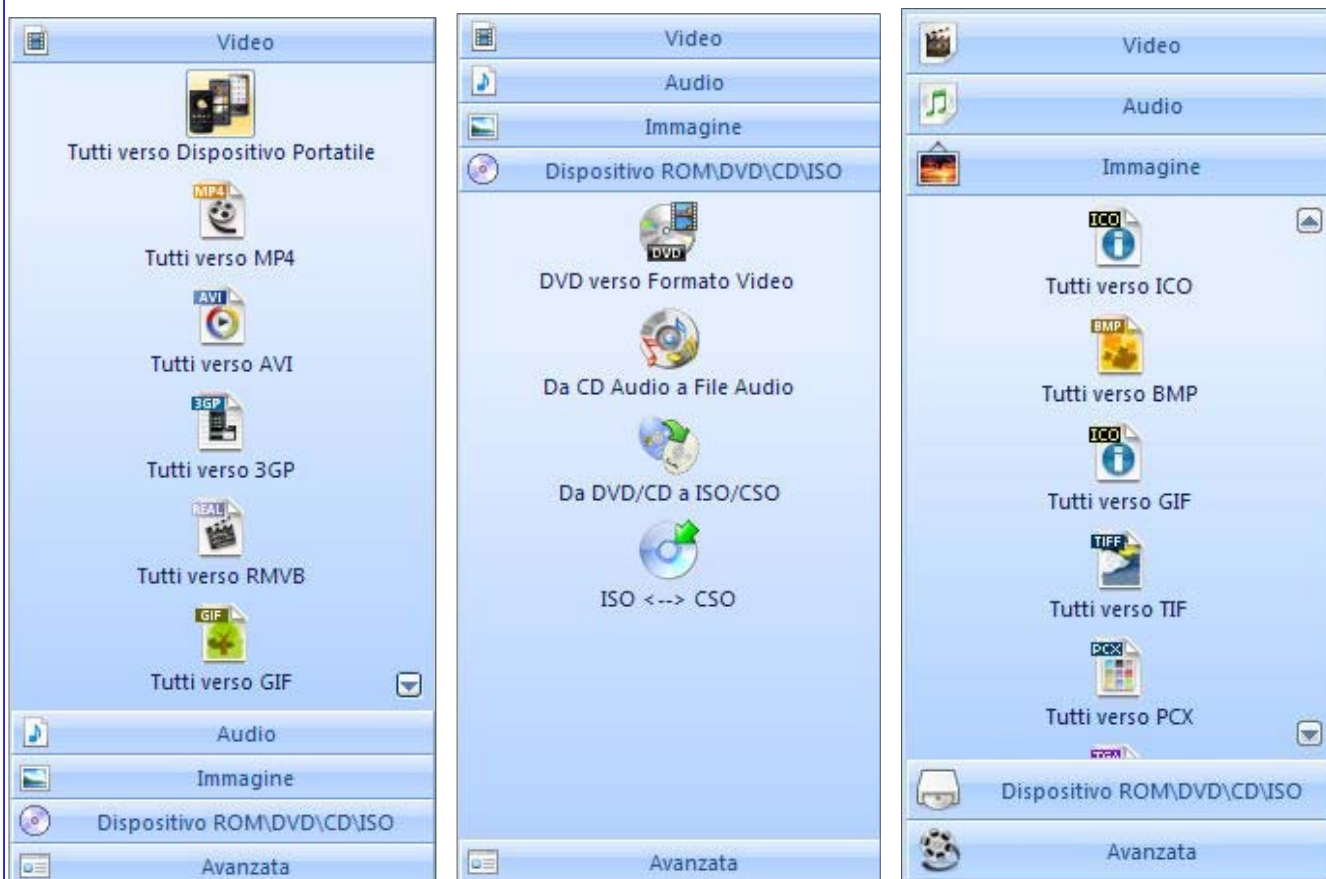 Video
Tutti verso Dispositivo Portatile
MP4
Tutti verso MP4
AVI
Tutti verso AVI
3GP
Tutti verso 3GP
REAL
Tutti verso RMVB
GIF
Tutti verso GIF
Audio
Immagine
Dispositivo ROM\DVD\CD\ISO
Avanzata
Video
Audio
Immagine
Dispositivo ROM\DVD\CD\ISO
DVD
DVD verso Formato Video
Da CD Audio a File Audio
Da DVD/CD a ISO/CSO
ISO <--> CSO
Avanzata
Video
Audio
Immagine
ICO
Tutti verso ICO
BMP
Tutti verso BMP
ICO
Tutti verso GIF
TIFF
Tutti verso TIF
PCX
Tutti verso PCX
Dispositivo ROM\DVD\CD\ISO
Avanzata